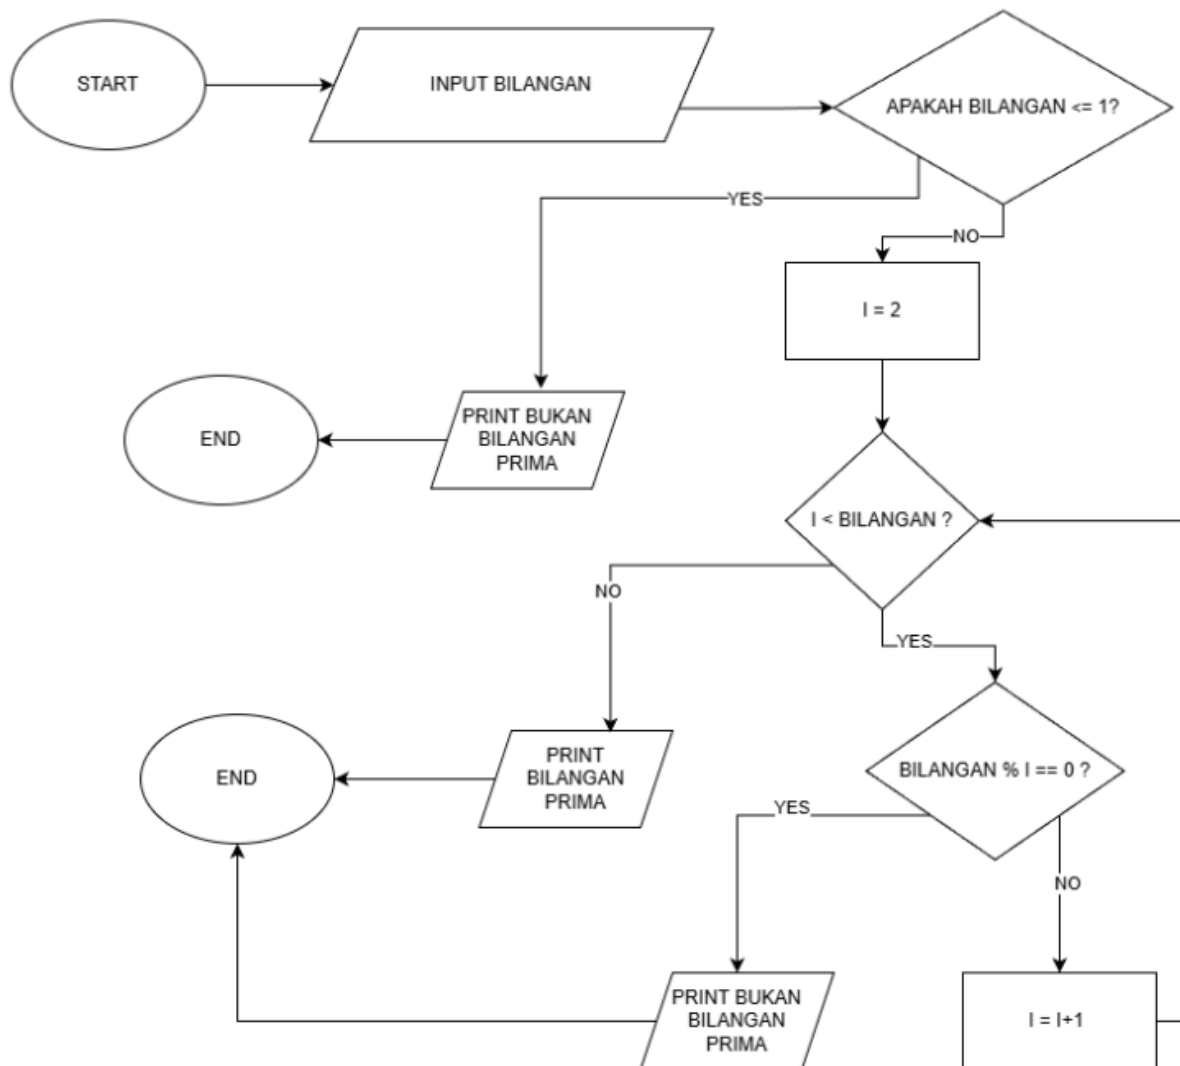 START
INPUT BILANGAN
APAKAH BILANGAN <= 1?
YES
NO
I = 2
PRINT BUKAN
BILANGAN
PRIMA
END
I < BILANGAN ?
NO
YES
PRINT
BILANGAN
PRIMA
END
BILANGAN % I == 0 ?
YES
NO
PRINT BUKAN
BILANGAN
PRIMA
I = I+1